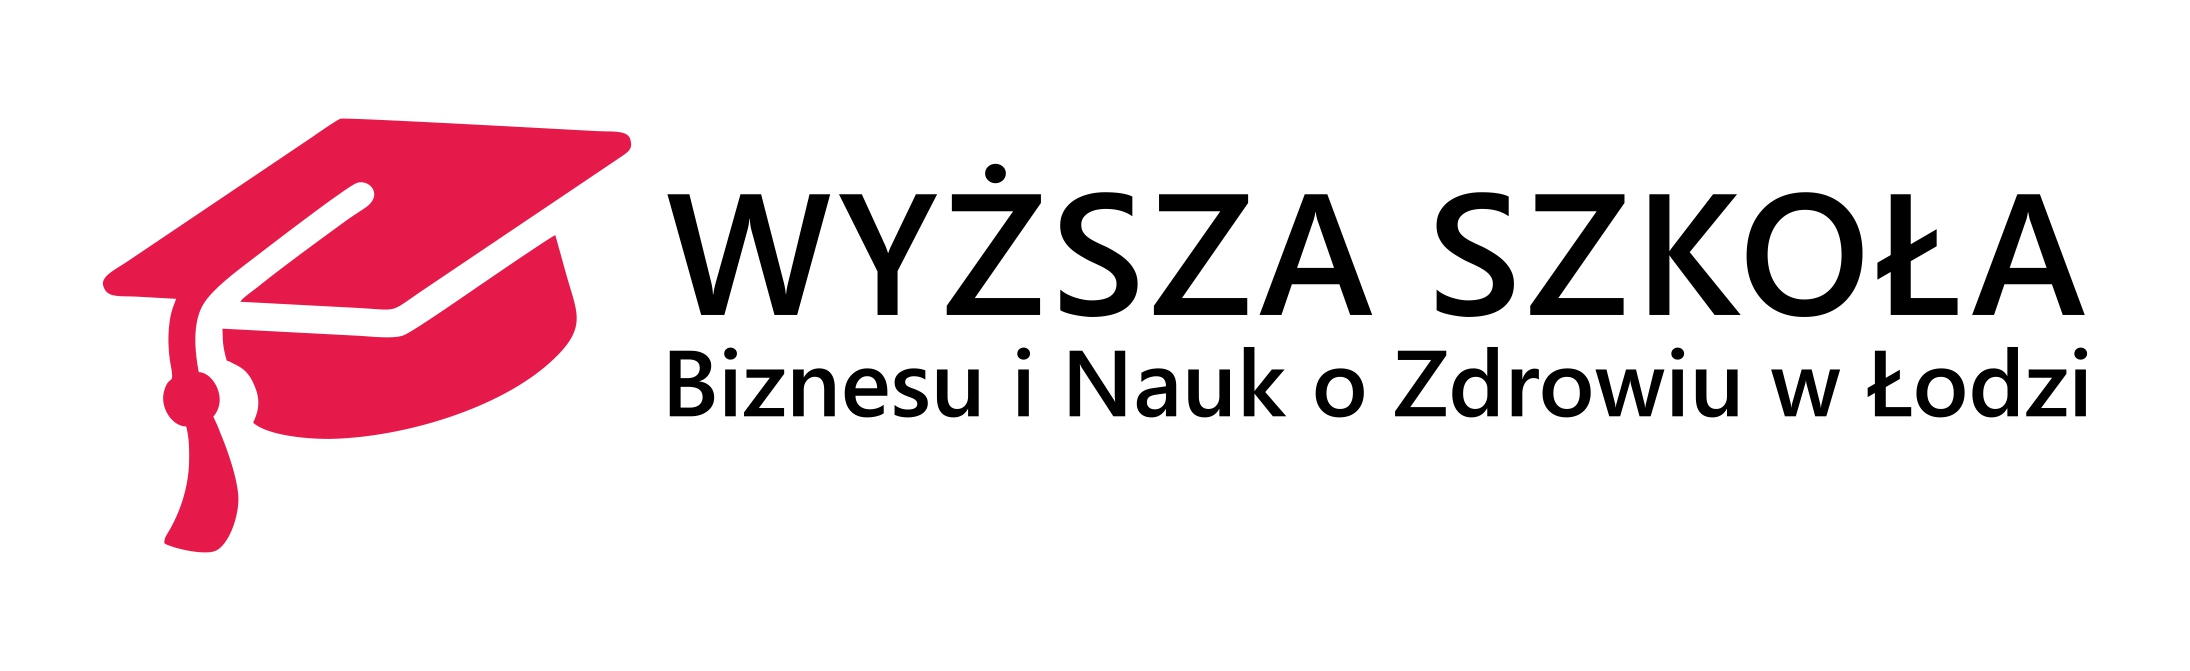 WYŻSZA SZKOŁA
Biznesu i Nauk o Zdrowiu w Łodzi